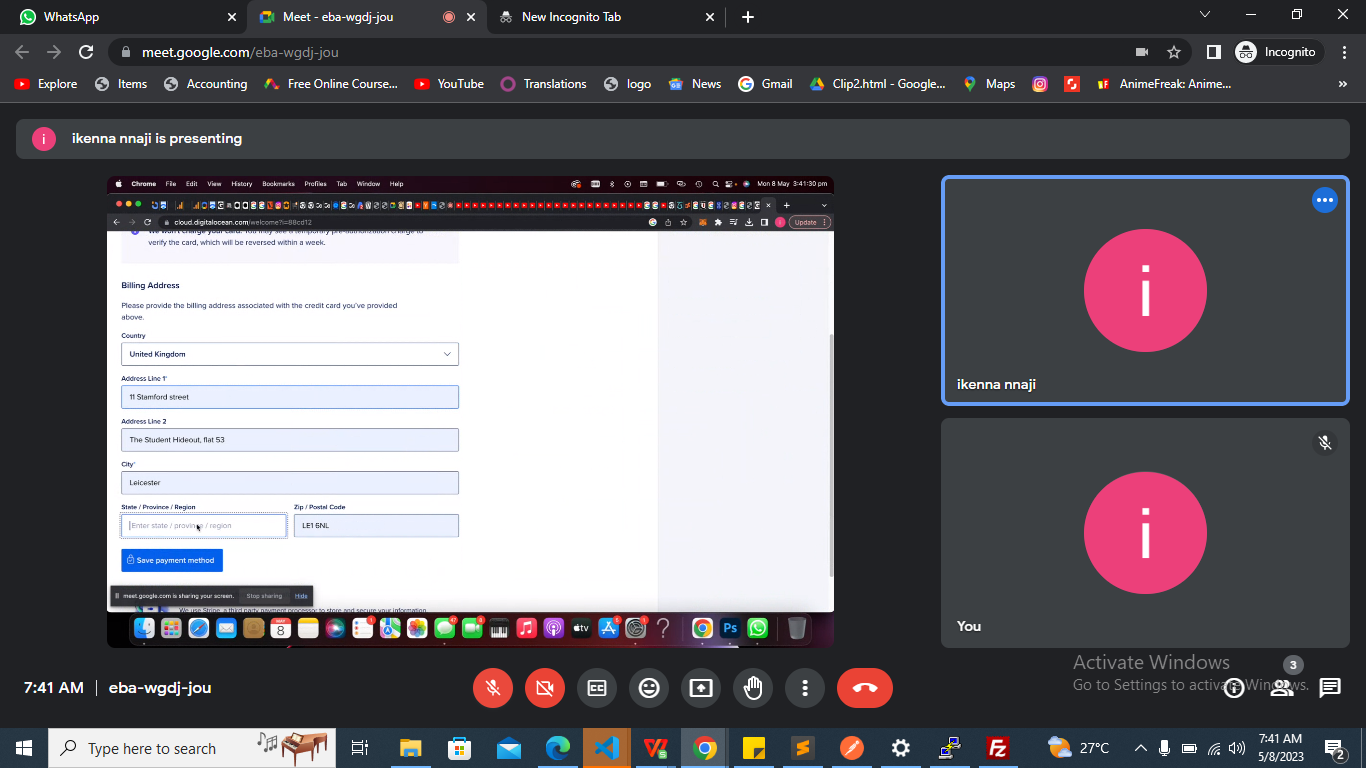 WhatsApp
Meet - eba-wgdj-jou
New Incognito Tab
meet.google.com/eba-wgdj-jou
Incognito
Explore
Items
Accounting
Free Online Course...
YouTube
Translations
logo
News
Gmail
Clip2.html - Google...
Maps
AnimeFreak: Anime...
»
i
ikenna nnaji is presenting
Chrome File Edit View History Bookmarks Profiles Tab Window Help
Mon 8 May 3:41:30 pm
cloud.digitalocean.com/welcome?i=88cd12
Update
We won't charge your card. You may see a temporary pre-authorization charge to
verify the card, which will be reversed within a week.
Billing Address
Please provide the billing address associated with the credit card you've provided
above.
Country
United Kingdom
Address Line 1*
11 Stamford street
Address Line 2
The Student Hideout, flat 53
City*
Leicester
State / Province / Region
Zip / Postal Code
Enter state / province / region
LE1 6NL
Save payment method
meet.google.com is sharing your screen.
Stop sharing
Hide
We use Stripe, a third party payment processor to store and secure your information.
8
tv
Ps
i
ikenna nnaji
i
You
Activate Windows
Go to Settings to activate Windows.
3
7:41 AM | eba-wgdj-jou
Type here to search
27°C
7:41 AM
5/8/2023
2